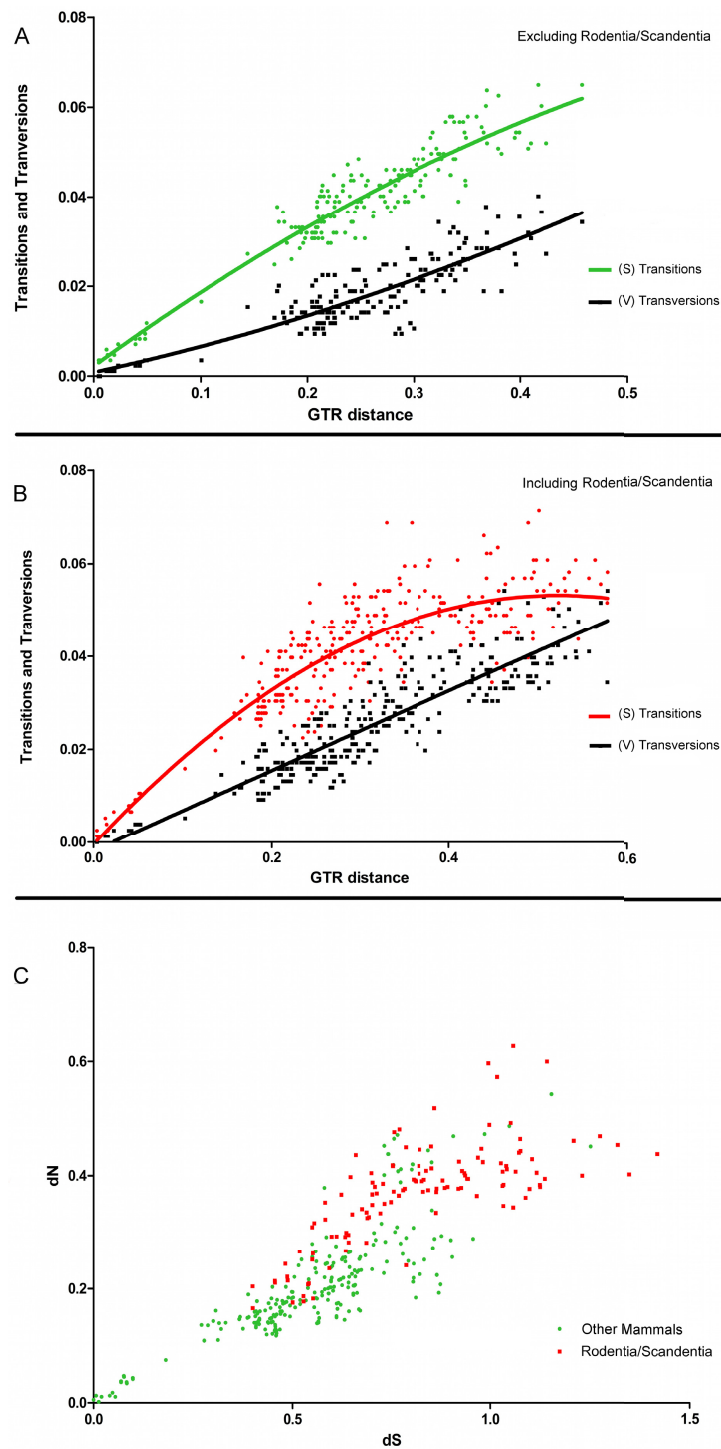 A
Excluding Rodentia/Scandentia
Transitions and Tranversions
0.08
0.06
0.04
0.02
0.00
(S) Transitions
(V) Transversions
0.0 0.1 0.2 0.3 0.4 0.5
GTR distance
B
Including Rodentia/Scandentia
Transitions and Tranversions
0.08
0.06
0.04
0.02
0.00
(S) Transitions
(V) Transversions
0.0 0.2 0.4 0.6
GTR distance
C
dN
0.8
0.6
0.4
0.2
0.0
Other Mammals
Rodentia/Scandentia
0.0 0.5 1.0 1.5
dS